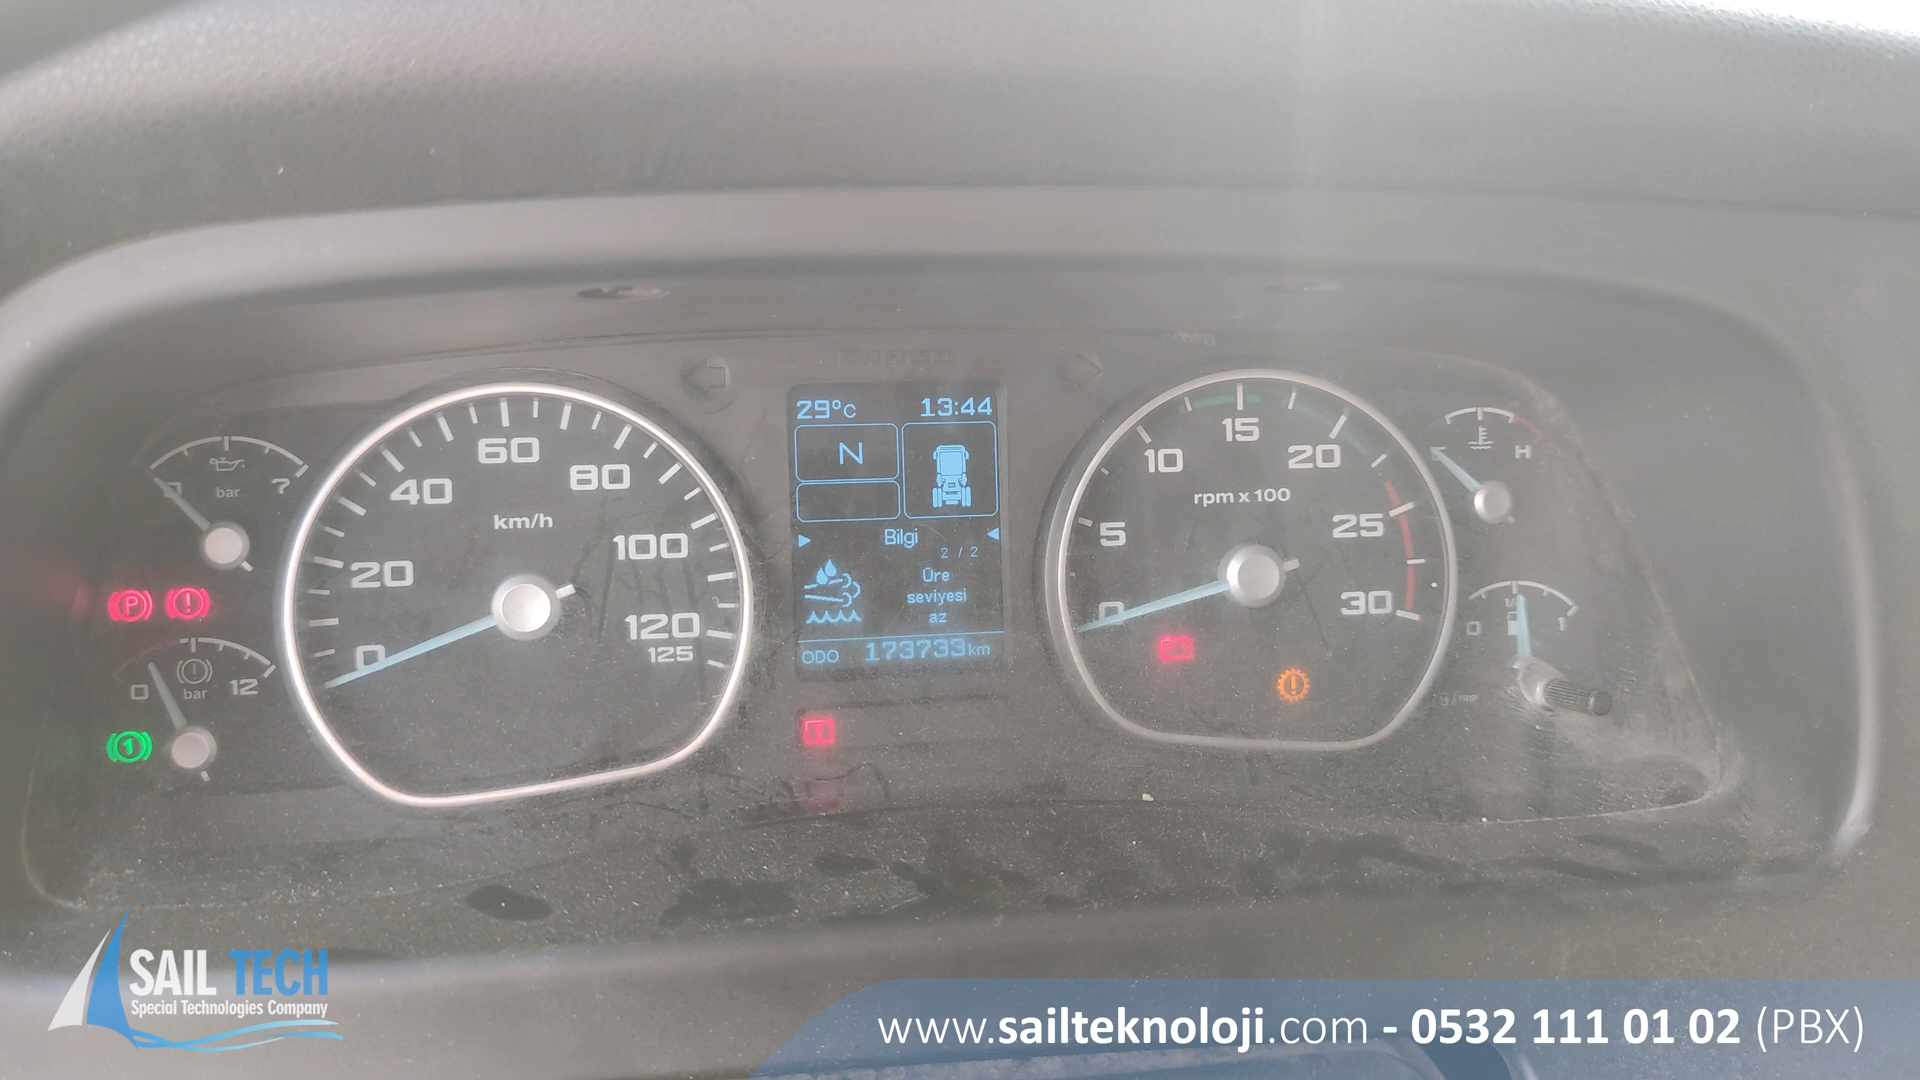 29°C 13:44
N
Bilgi
2 / 2
Üre
seviyesi
az
ODO 173733 km
bar 7
0 20 40 60 80 100 120 125
km/h
P
0 bar 12
1
0 5 10 15 20 25 30
rpm x 100
H
0 1
SAIL TECH
Special Technologies Company
www.sailteknoloji.com - 0532 111 01 02 (PBX)